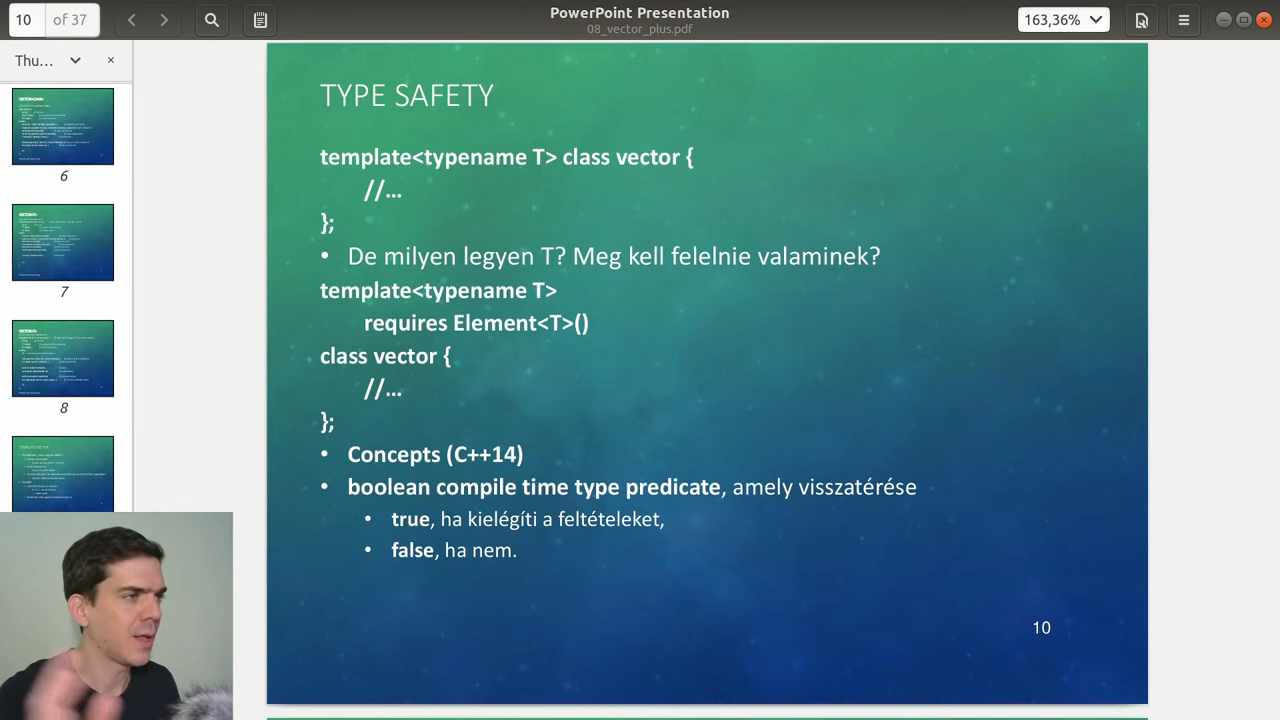 10 of 37
PowerPoint Presentation
08_vector_plus.pdf
163,36%
Thu...
6
7
8
TYPE SAFETY
template<typename T> class vector {
//…
};
• De milyen legyen T? Meg kell felelnie valaminek?
template<typename T>
requires Element<T>()
class vector {
//…
};
• Concepts (C++14)
• boolean compile time type predicate, amely visszatérése
• true, ha kielégíti a feltételeket,
• false, ha nem.
10